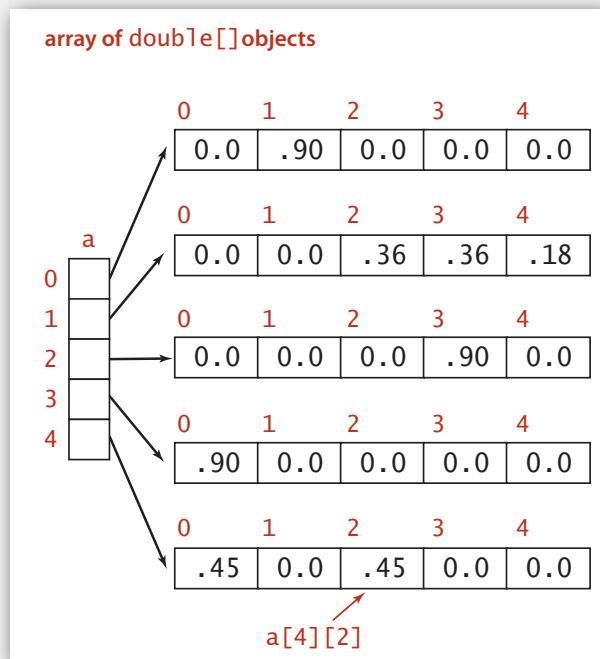 array of double[] objects
0 1 2 3 4
0.0 .90 0.0 0.0 0.0
0 1 2 3 4
0.0 0.0 .36 .36 .18
a
0
1
2
3
4
0 1 2 3 4
0.0 0.0 0.0 .90 0.0
0 1 2 3 4
.90 0.0 0.0 0.0 0.0
0 1 2 3 4
.45 0.0 .45 0.0 0.0
a[4][2]